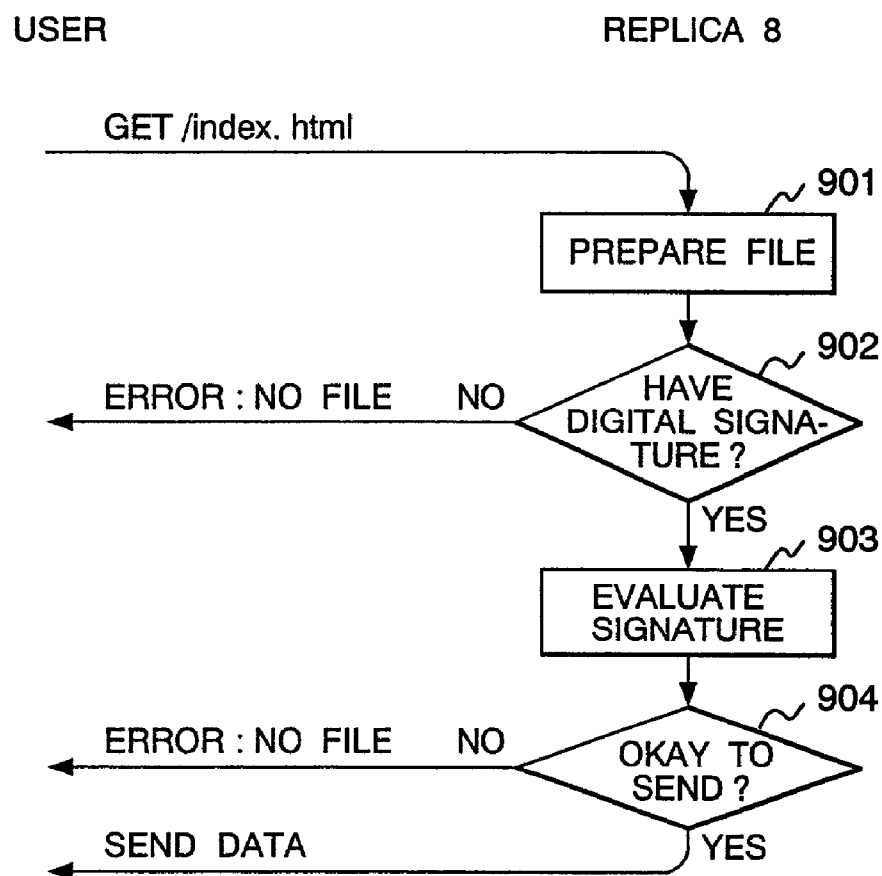 USER
REPLICA 8
GET /index. html
901
PREPARE FILE
902
HAVE
DIGITAL SIGNA-
TURE ?
ERROR : NO FILE
NO
YES
903
EVALUATE
SIGNATURE
904
OKAY TO
SEND ?
ERROR : NO FILE
NO
YES
SEND DATA